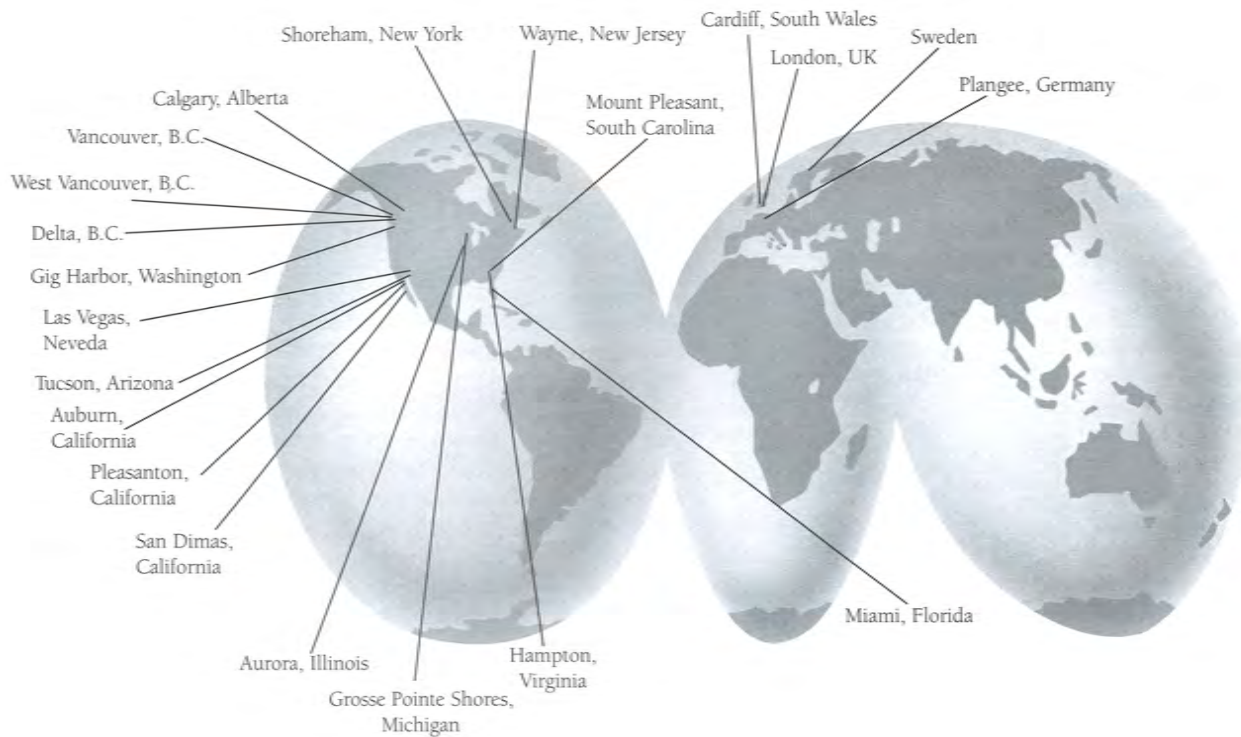 Shoreham, New York
Wayne, New Jersey
Cardiff, South Wales
London, UK
Sweden
Plangee, Germany
Calgary, Alberta
Mount Pleasant,
South Carolina
Vancouver, B.C.
West Vancouver, B.C.
Delta, B.C.
Gig Harbor, Washington
Las Vegas,
Neveda
Tucson, Arizona
Auburn,
California
Pleasanton,
California
San Dimas,
California
Aurora, Illinois
Grosse Pointe Shores,
Michigan
Hampton,
Virginia
Miami, Florida